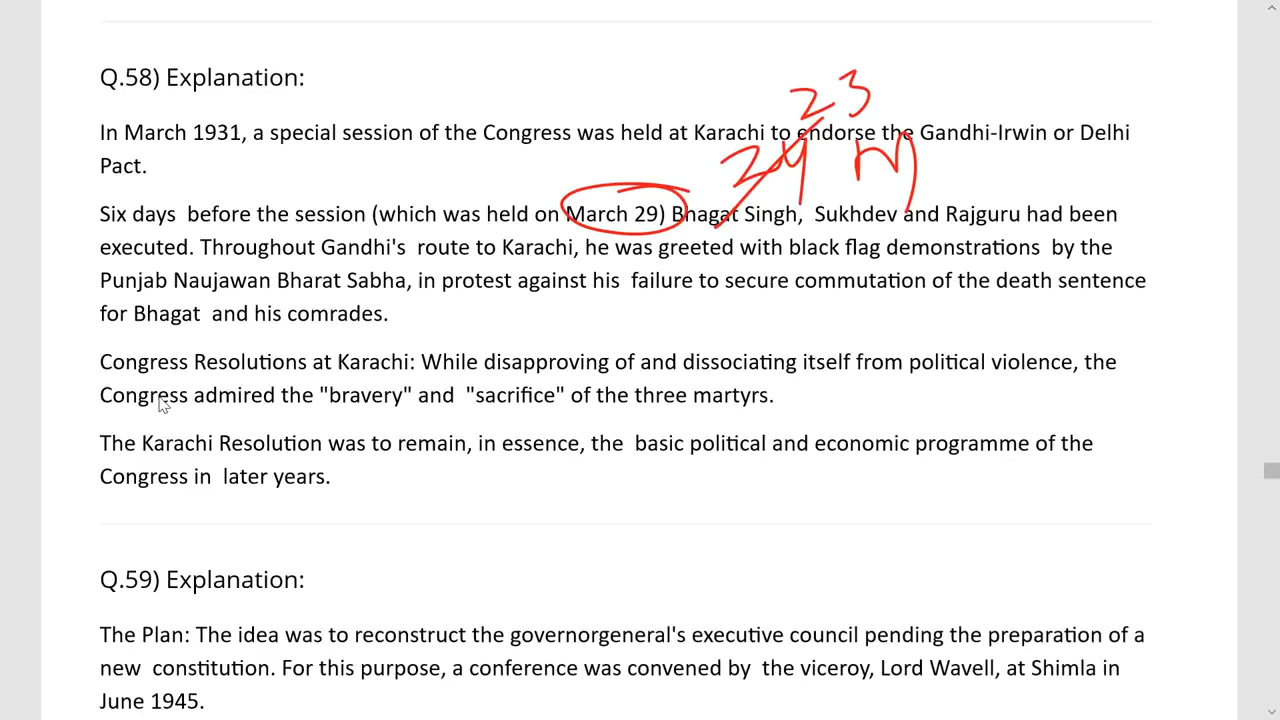 Q.58) Explanation:
23
In March 1931, a special session of the Congress was held at Karachi to endorse the Gandhi-Irwin or Delhi
Pact.
24 M
Six days before the session (which was held on March 29) Bhagat Singh, Sukhdev and Rajguru had been
executed. Throughout Gandhi's route to Karachi, he was greeted with black flag demonstrations by the
Punjab Naujawan Bharat Sabha, in protest against his failure to secure commutation of the death sentence
for Bhagat and his comrades.
Congress Resolutions at Karachi: While disapproving of and dissociating itself from political violence, the
Congress admired the "bravery" and "sacrifice" of the three martyrs.
The Karachi Resolution was to remain, in essence, the basic political and economic programme of the
Congress in later years.
Q.59) Explanation:
The Plan: The idea was to reconstruct the governorgeneral's executive council pending the preparation of a
new constitution. For this purpose, a conference was convened by the viceroy, Lord Wavell, at Shimla in
June 1945.